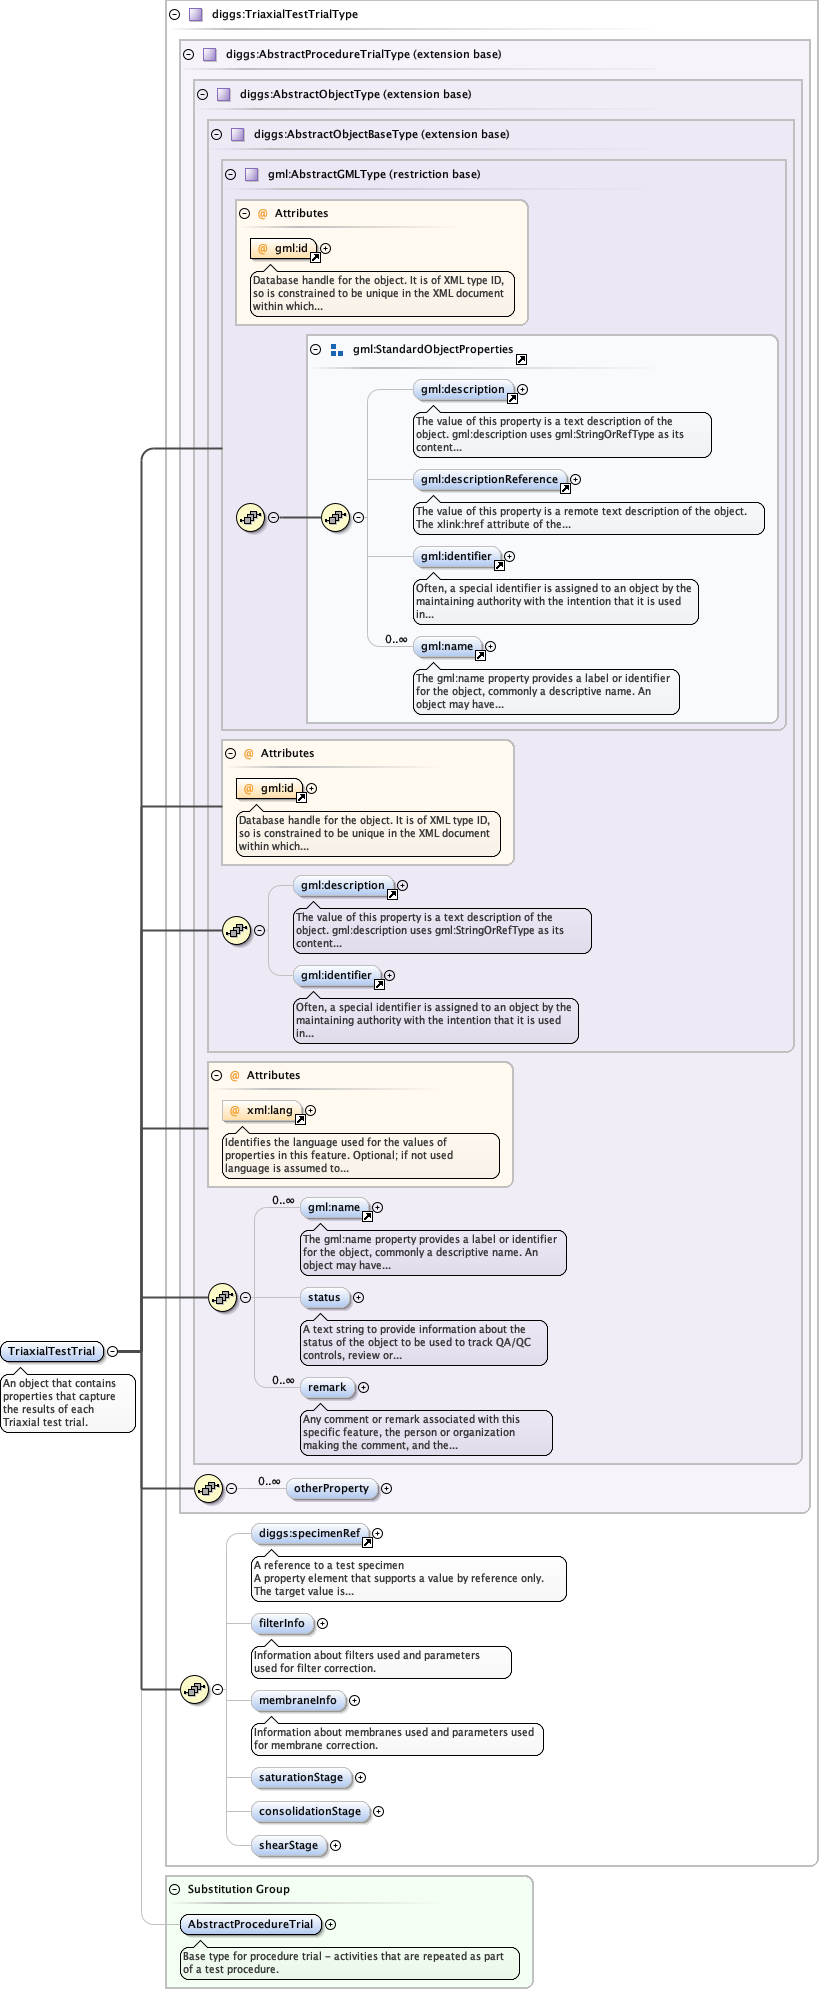 diggs:TriaxialTestTrialType
diggs:AbstractProcedureTrialType (extension base)
diggs:AbstractObjectType (extension base)
diggs:AbstractObjectBaseType (extension base)
gml:AbstractGMLType (restriction base)
@ Attributes
@ gml:id
Database handle for the object. It is of XML type ID,
so is constrained to be unique in the XML document
within which...
gml:StandardObjectProperties
gml:description
The value of this property is a text description of the
object. gml:description uses gml:StringOrRefType as its
content...
gml:descriptionReference
The value of this property is a remote text description of the object.
The xlink:href attribute of the...
gml:identifier
Often, a special identifier is assigned to an object by the
maintaining authority with the intention that it is used
in...
0..∞
gml:name
The gml:name property provides a label or identifier
for the object, commonly a descriptive name. An
object may have...
@ Attributes
@ gml:id
Database handle for the object. It is of XML type ID,
so is constrained to be unique in the XML document
within which...
gml:description
The value of this property is a text description of the
object. gml:description uses gml:StringOrRefType as its
content...
gml:identifier
Often, a special identifier is assigned to an object by the
maintaining authority with the intention that it is used
in...
@ Attributes
@ xml:lang
Identifies the language used for the values of
properties in this feature. Optional; if not used
language is assumed to...
0..∞
gml:name
The gml:name property provides a label or identifier
for the object, commonly a descriptive name. An
object may have...
status
A text string to provide information about the
status of the object to be used to track QA/QC
controls, review or...
0..∞
remark
Any comment or remark associated with this
specific feature, the person or organization
making the comment, and the...
TriaxialTestTrial
An object that contains
properties that capture
the results of each
Triaxial test trial.
0..∞
otherProperty
diggs:specimenRef
A reference to a test specimen
A property element that supports a value by reference only.
The target value is...
filterInfo
Information about filters used and parameters
used for filter correction.
membraneInfo
Information about membranes used and parameters used
for membrane correction.
saturationStage
consolidationStage
shearStage
Substitution Group
AbstractProcedureTrial
Base type for procedure trial - activities that are repeated as part
of a test procedure.